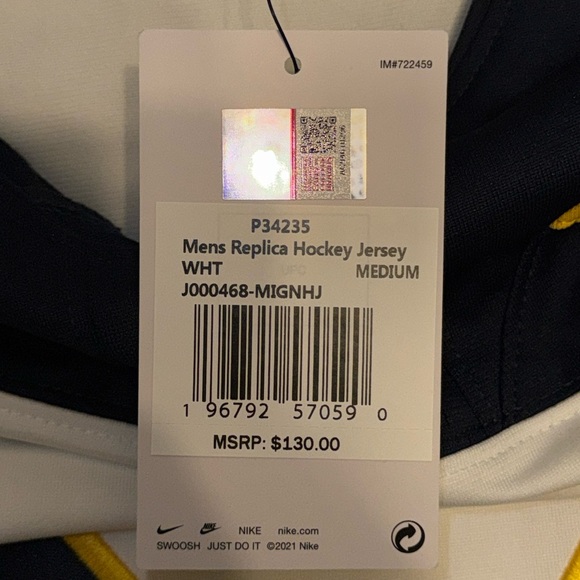 IM#722459
P34235
Mens Replica Hockey Jersey
WHT MEDIUM
J000468-MIGNHJ
1 96792 57059 0
MSRP: $130.00
NIKE nike.com
SWOOSH JUST DO IT ©2021 Nike